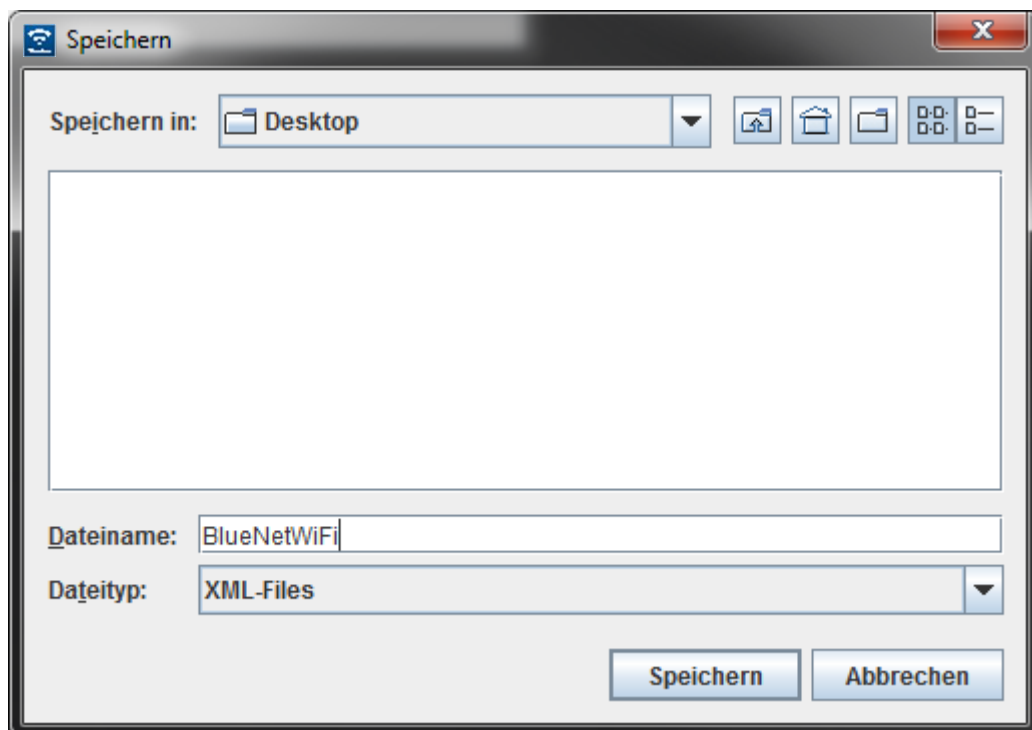 Speichern
Speichern in: Desktop
Dateiname: BlueNetWiFi
Dateityp: XML-Files
Speichern Abbrechen